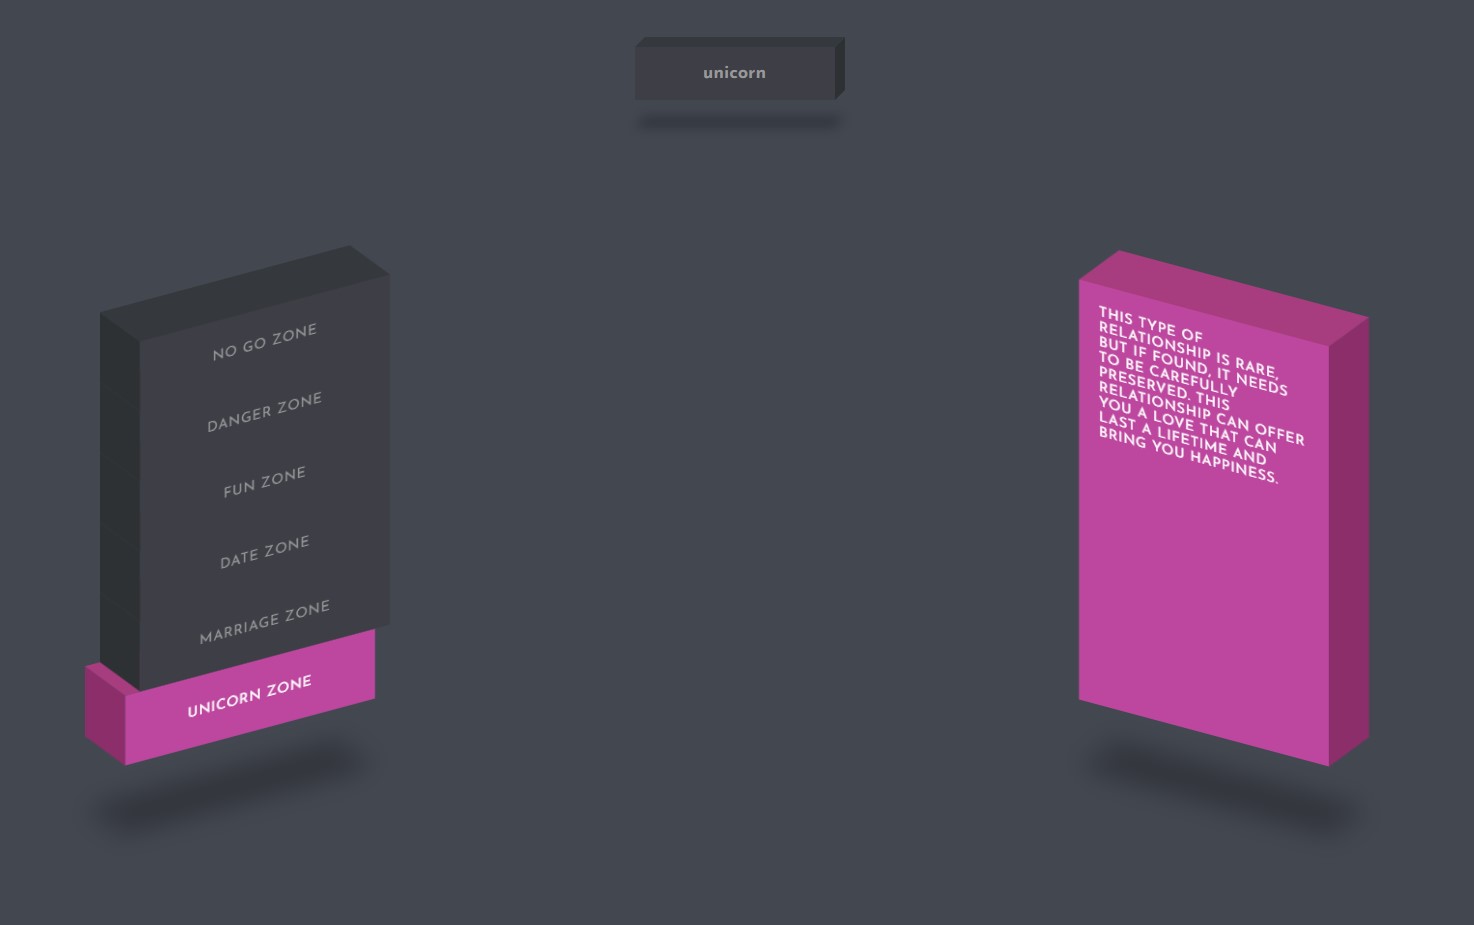 unicorn
NO GO ZONE
DANGER ZONE
FUN ZONE
DATE ZONE
MARRIAGE ZONE
UNICORN ZONE
THIS TYPE OF
RELATIONSHIP IS RARE,
BUT IF FOUND, IT NEEDS
TO BE CAREFULLY
PRESERVED. THIS
RELATIONSHIP CAN OFFER
YOU A LOVE THAT CAN
LAST A LIFETIME AND
BRING YOU HAPPINESS.